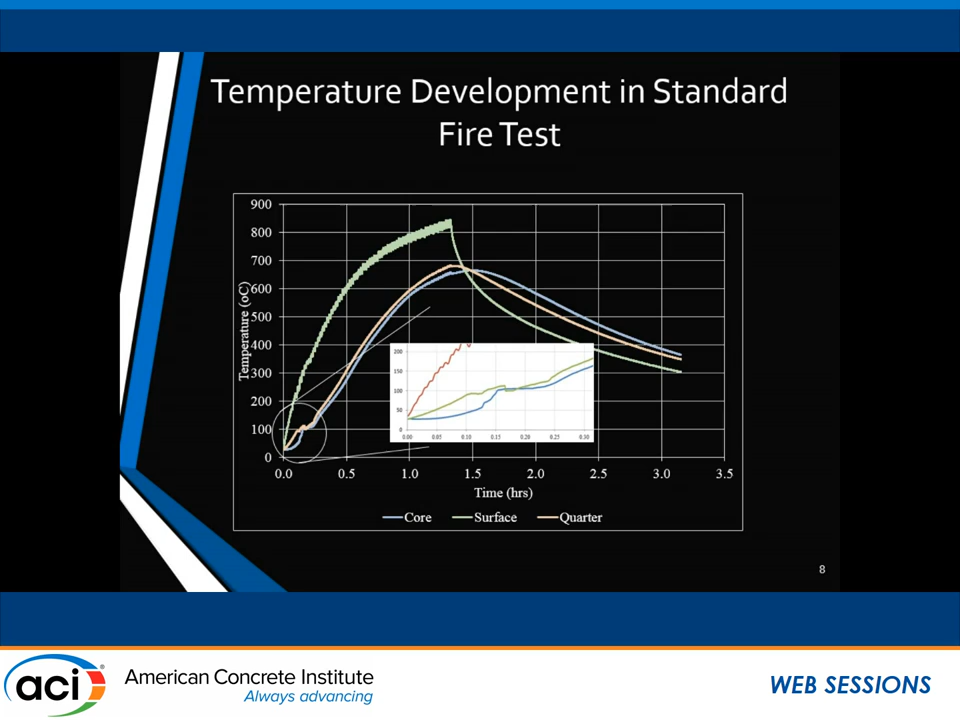 Temperature Development in Standard
Fire Test
900
800
700
600
500
400
300
200
100
0
Temperature (oC)
200
150
100
50
0
0.00 0.05 0.10 0.15 0.20 0.25 0.30
0.0 0.5 1.0 1.5 2.0 2.5 3.0 3.5
Time (hrs)
Core Surface Quarter
8
aci ®
American Concrete Institute
Always advancing
WEB SESSIONS